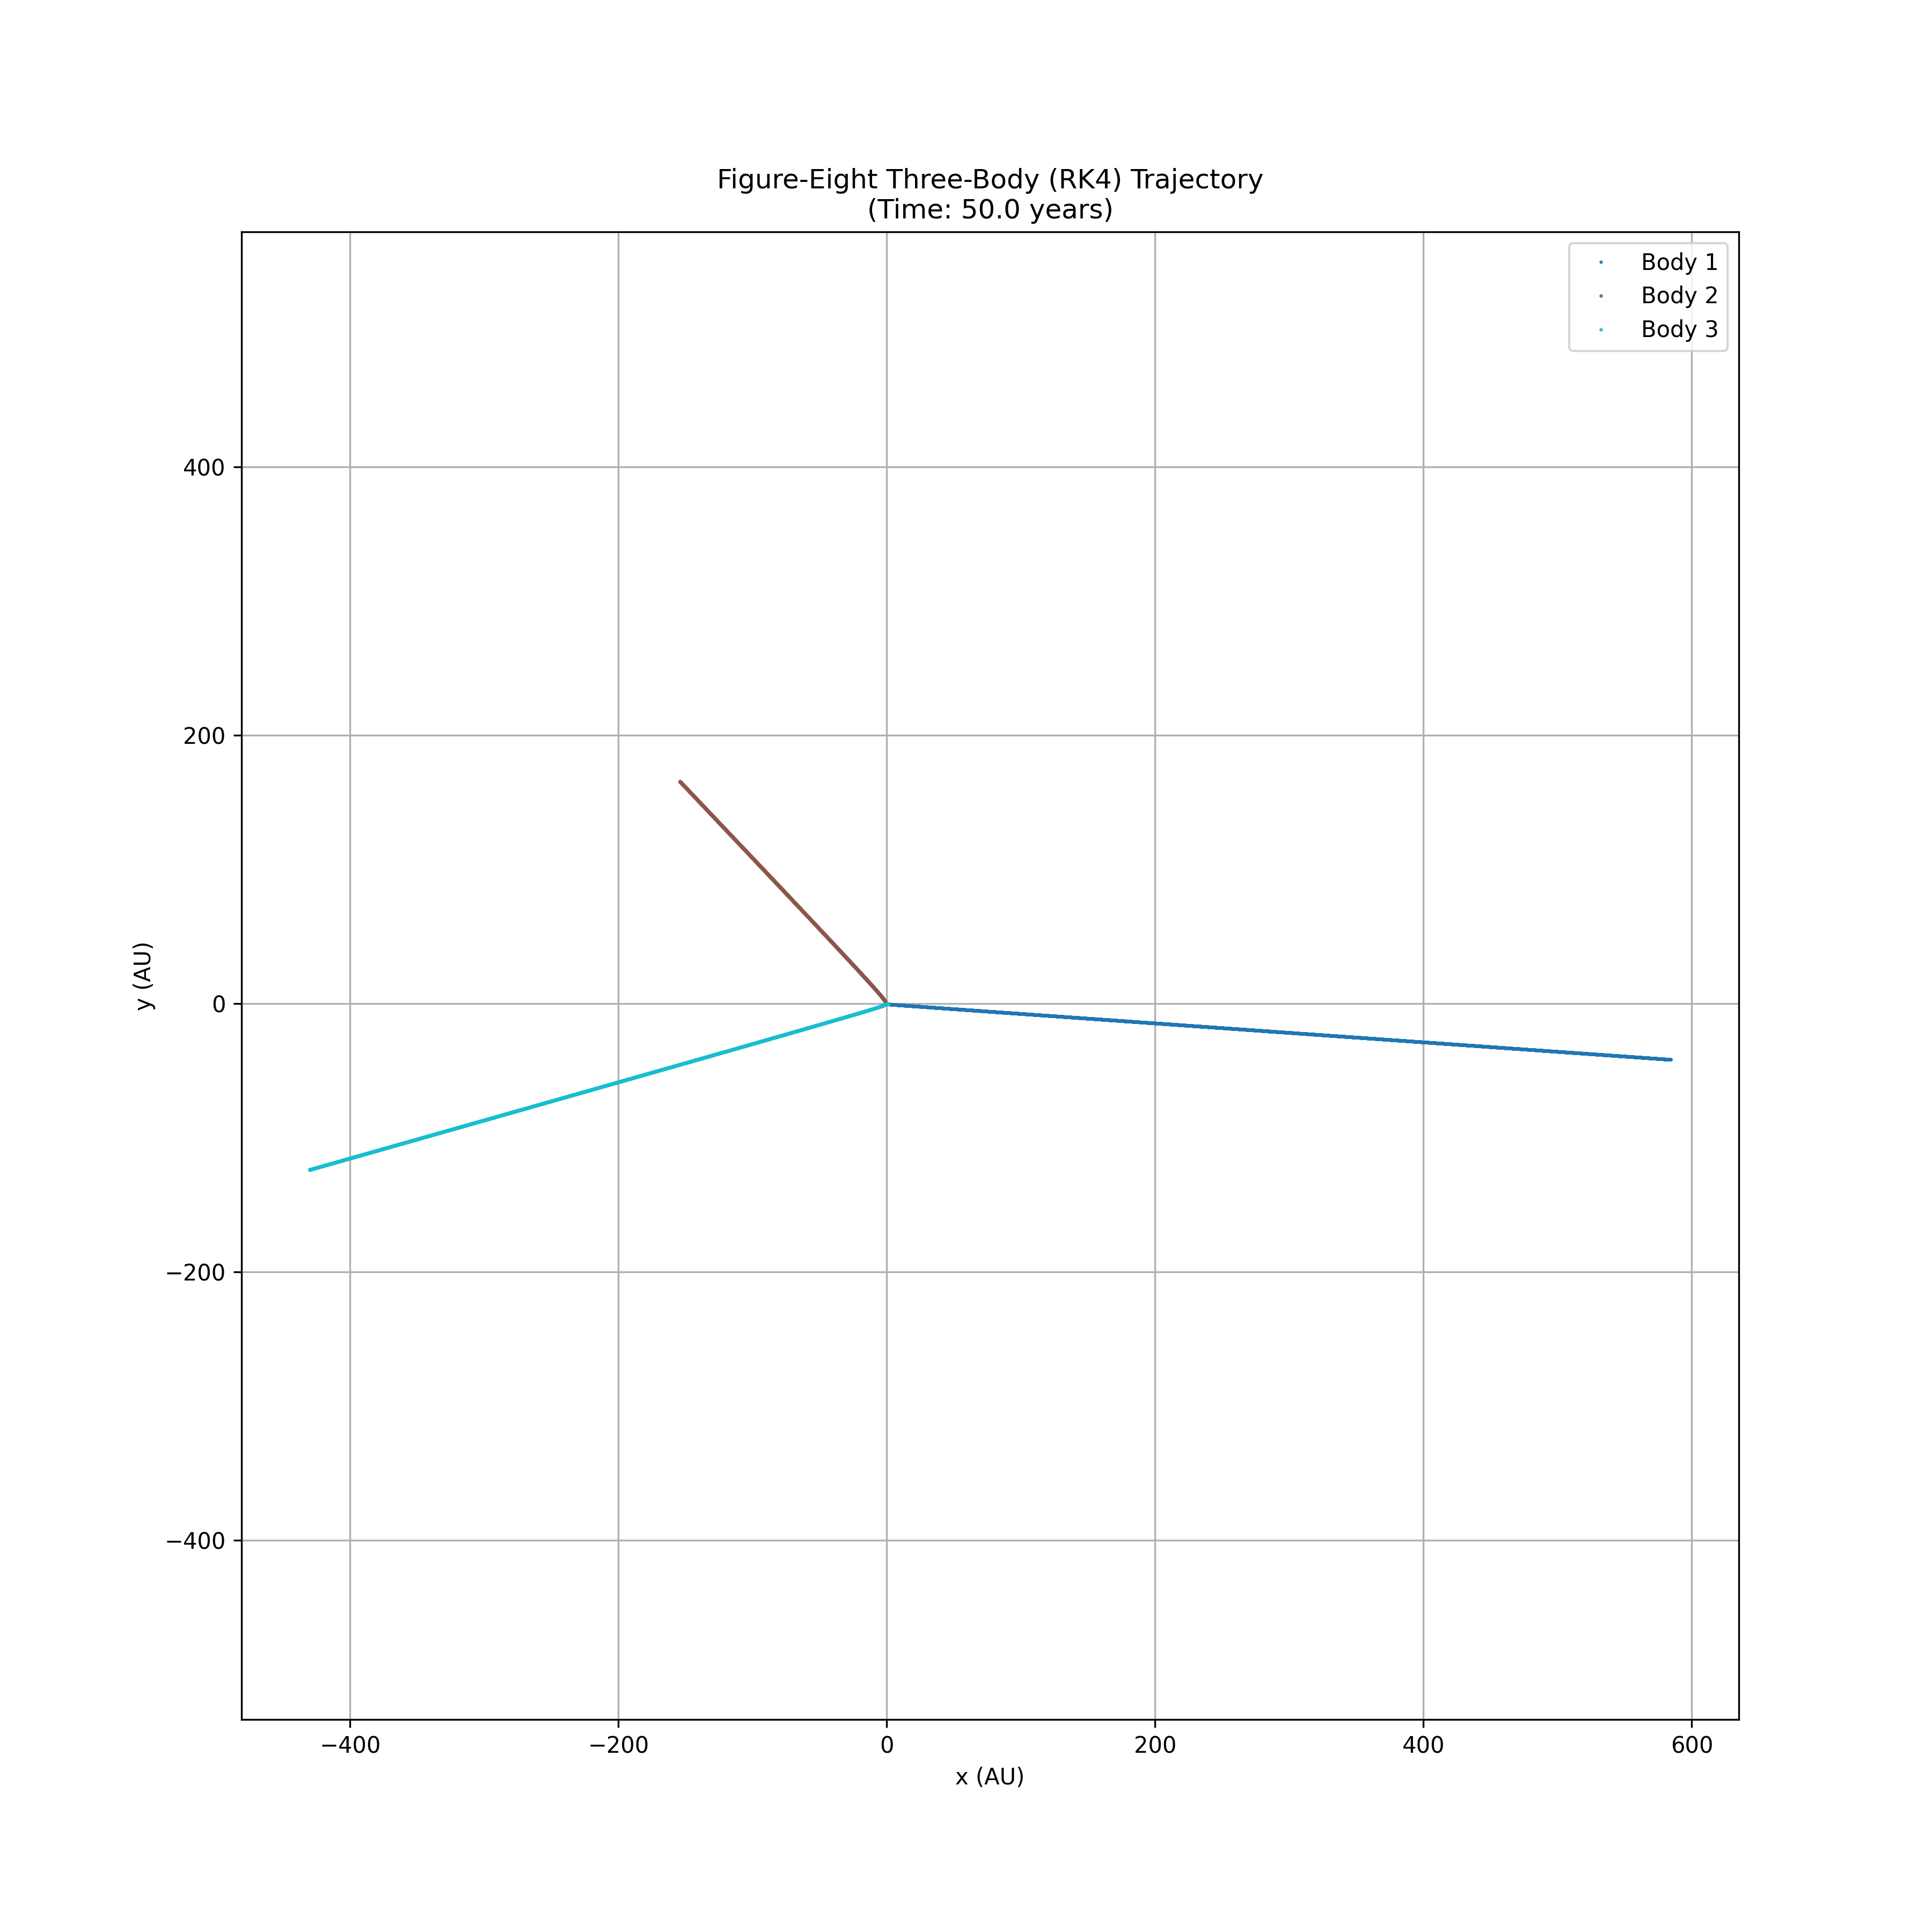 Figure-Eight Three-Body (RK4) Trajectory
(Time: 50.0 years)
Body 1
Body 2
Body 3
400
200
0
−200
−400
y (AU)
−400
−200
0
200
400
600
x (AU)